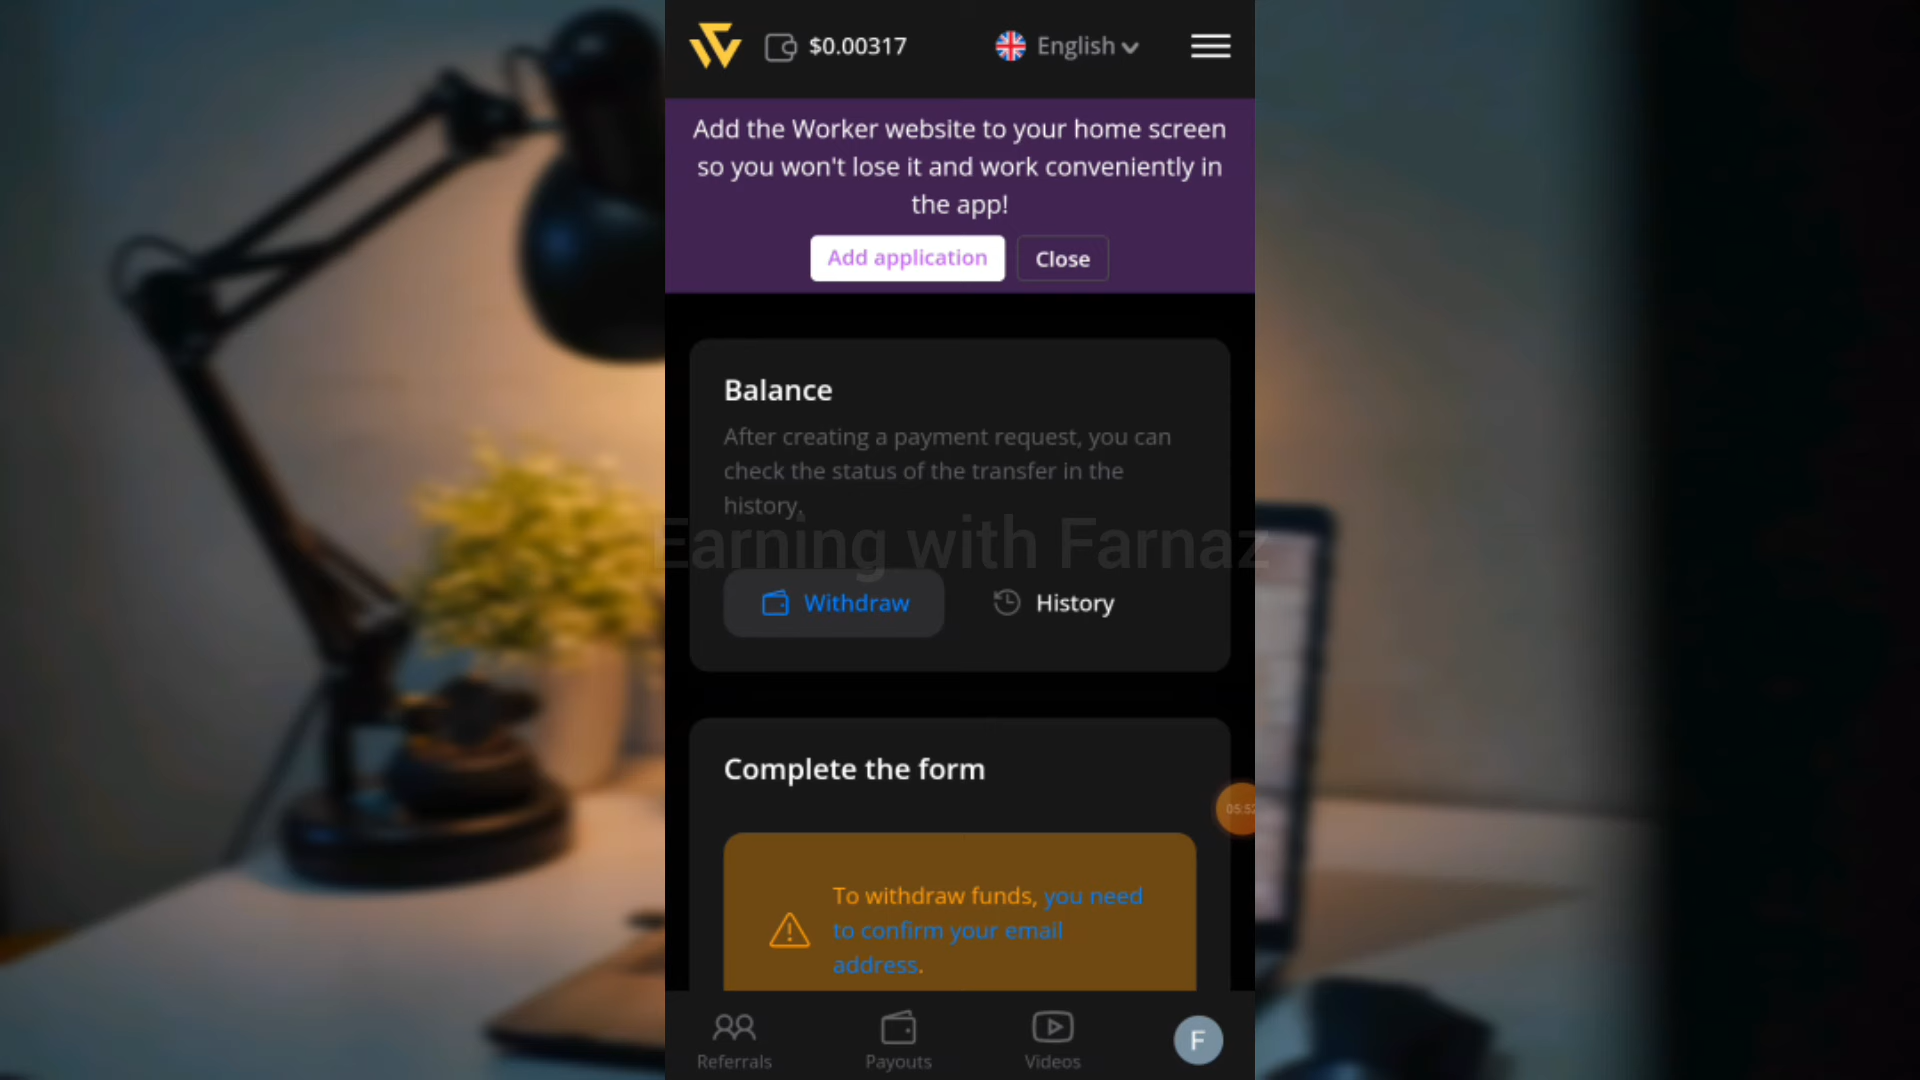 $0.00317
English
Add the Worker website to your home screen
so you won't lose it and work conveniently in
the app!
Add application
Close
Balance
After creating a payment request, you can
check the status of the transfer in the
history.
Earning with Farnaz
Withdraw
History
Complete the form
To withdraw funds, you need
to confirm your email
address.
Referrals
Payouts
Videos
F